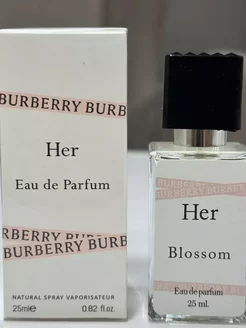 BURBERRY BURB
Her
Eau de Parfum
BURBERRY BURB
BURBERRY BURBE
NATURAL SPRAY VAPORISATEUR
25ml e 0.82 fl.oz.
Her
Blossom
Eau de parfum
25 ml.